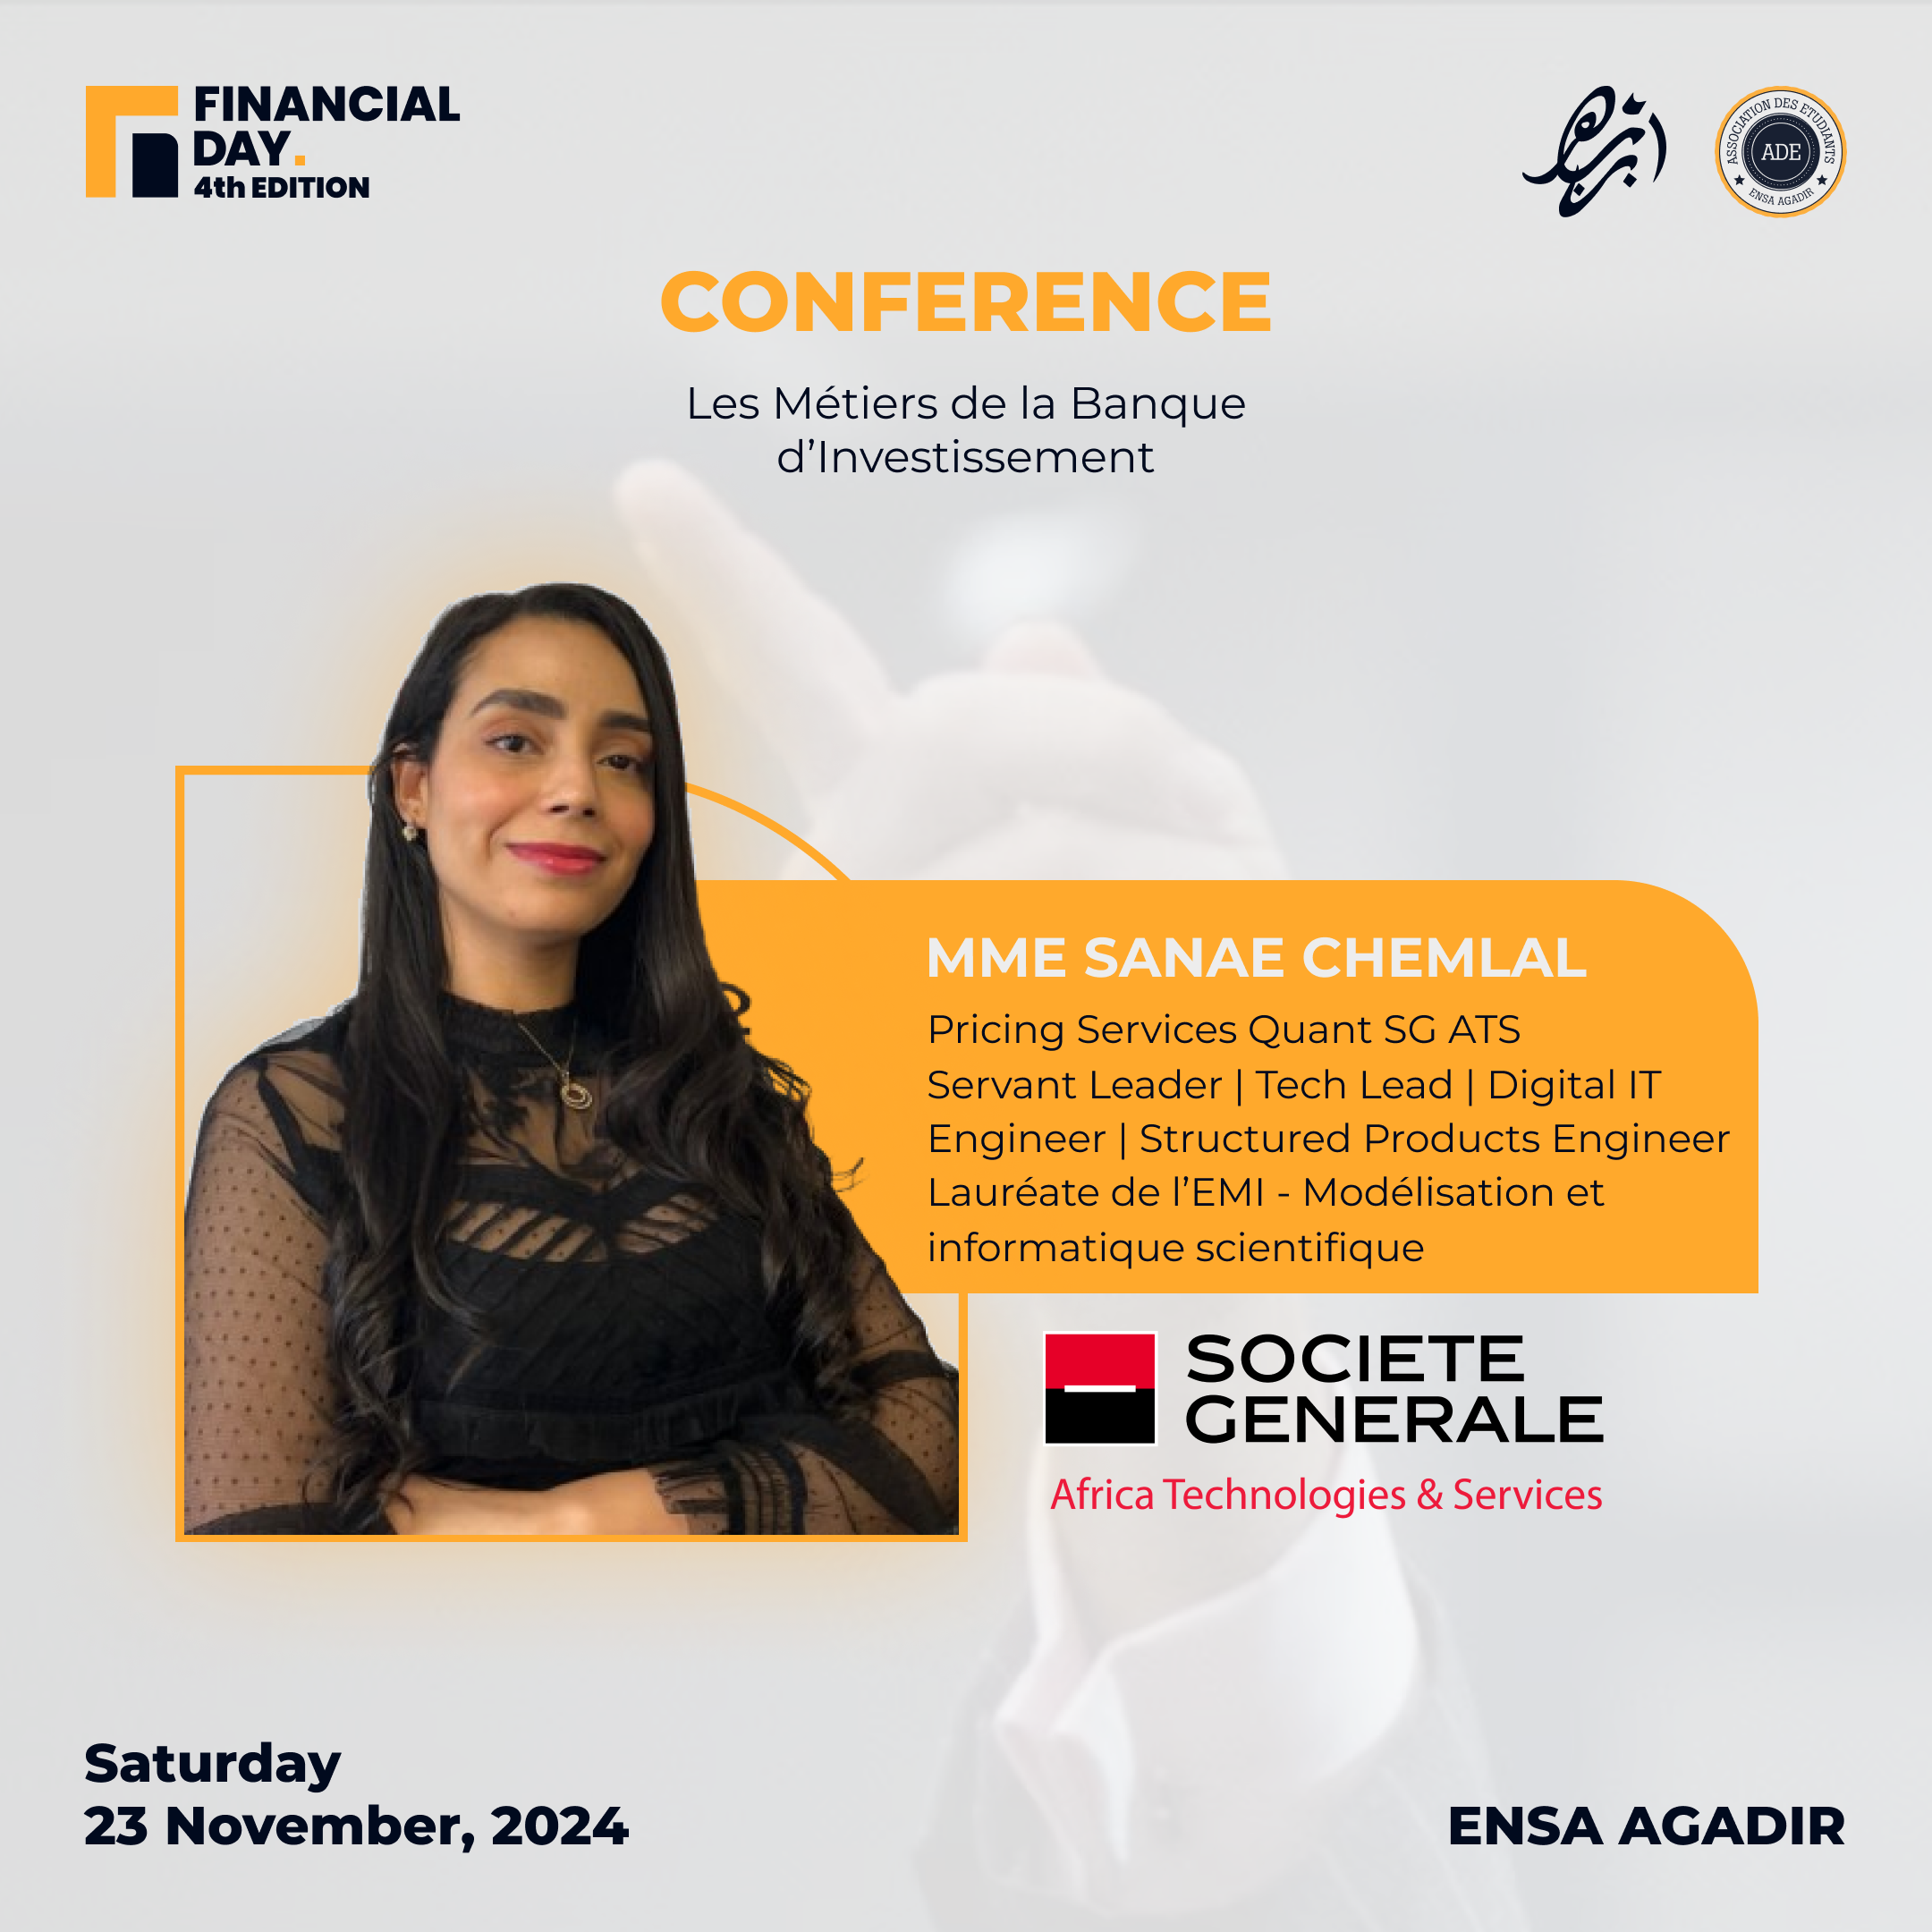 FINANCIAL
DAY.
4th EDITION
ASSOCIATION DES ETUDIANTS
ADE
ENSA AGADIR
CONFERENCE
Les Métiers de la Banque
d’Investissement
MME SANAE CHEMLAL
Pricing Services Quant SG ATS
Servant Leader | Tech Lead | Digital IT
Engineer | Structured Products Engineer
Lauréate de l’EMI - Modélisation et
informatique scientifique
SOCIETE
GENERALE
Africa Technologies & Services
Saturday
23 November, 2024
ENSA AGADIR